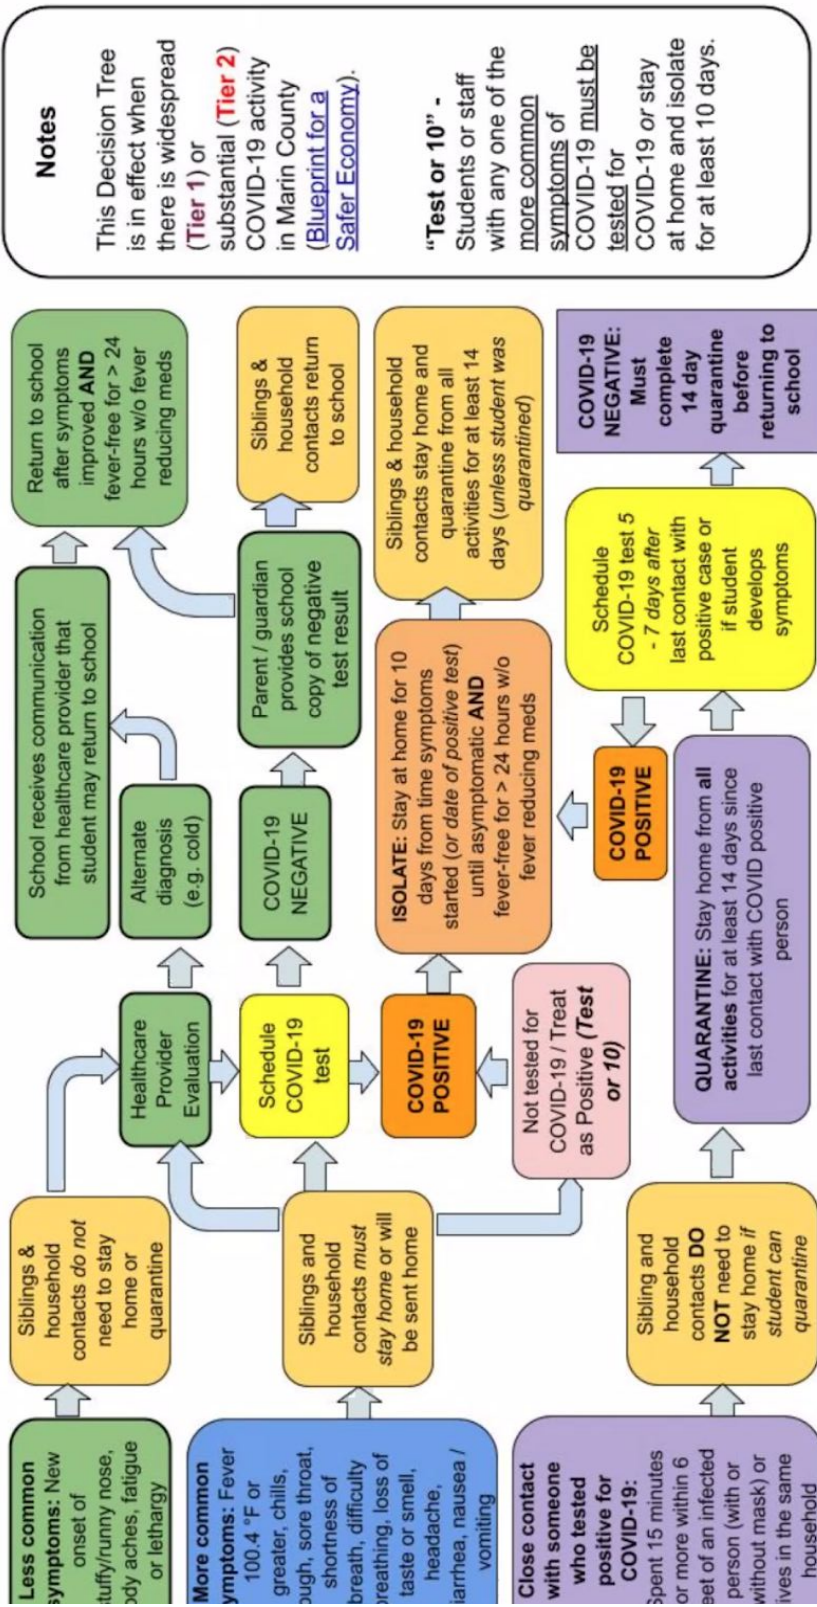 Less common
symptoms: New
onset of
stuffy/runny nose,
body aches, fatigue
or lethargy
Siblings &
household
contacts do not
need to stay
home or
quarantine
Healthcare
Provider
Evaluation
Alternate
diagnosis
(e.g. cold)
School receives communication
from healthcare provider that
student may return to school
Return to school
after symptoms
improved AND
fever-free for > 24
hours w/o fever
reducing meds
More common
symptoms: Fever
100.4 °F or
greater, chills,
cough, sore throat,
shortness of
breath, difficulty
breathing, loss of
taste or smell,
headache,
diarrhea, nausea /
vomiting
Siblings and
household
contacts must
stay home or will
be sent home
Schedule
COVID-19
test
COVID-19
NEGATIVE
Parent / guardian
provides school
copy of negative
test result
Siblings &
household
contacts return
to school
COVID-19
POSITIVE
Not tested for
COVID-19 / Treat
as Positive (Test
or 10)
ISOLATE: Stay at home for 10
days from time symptoms
started (or date of positive test)
until asymptomatic AND
fever-free for > 24 hours w/o
fever reducing meds
Siblings & household
contacts stay home and
quarantine from all
activities for at least 14
days (unless student was
quarantined)
Close contact
with someone
who tested
positive for
COVID-19:
Spent 15 minutes
or more within 6
feet of an infected
person (with or
without mask) or
lives in the same
household
Sibling and
household
contacts DO
NOT need to
stay home if
student can
quarantine
QUARANTINE: Stay home from all
activities for at least 14 days since
last contact with COVID positive
person
COVID-19
POSITIVE
Schedule
COVID-19 test 5
- 7 days after
last contact with
positive case or
if student
develops
symptoms
COVID-19
NEGATIVE:
Must
complete
14 day
quarantine
before
returning to
school
Notes
This Decision Tree
is in effect when
there is widespread
(Tier 1) or
substantial (Tier 2)
COVID-19 activity
in Marin County
(Blueprint for a
Safer Economy).
“Test or 10” -
Students or staff
with any one of the
more common
symptoms of
COVID-19 must be
tested for
COVID-19 or stay
at home and isolate
for at least 10 days.